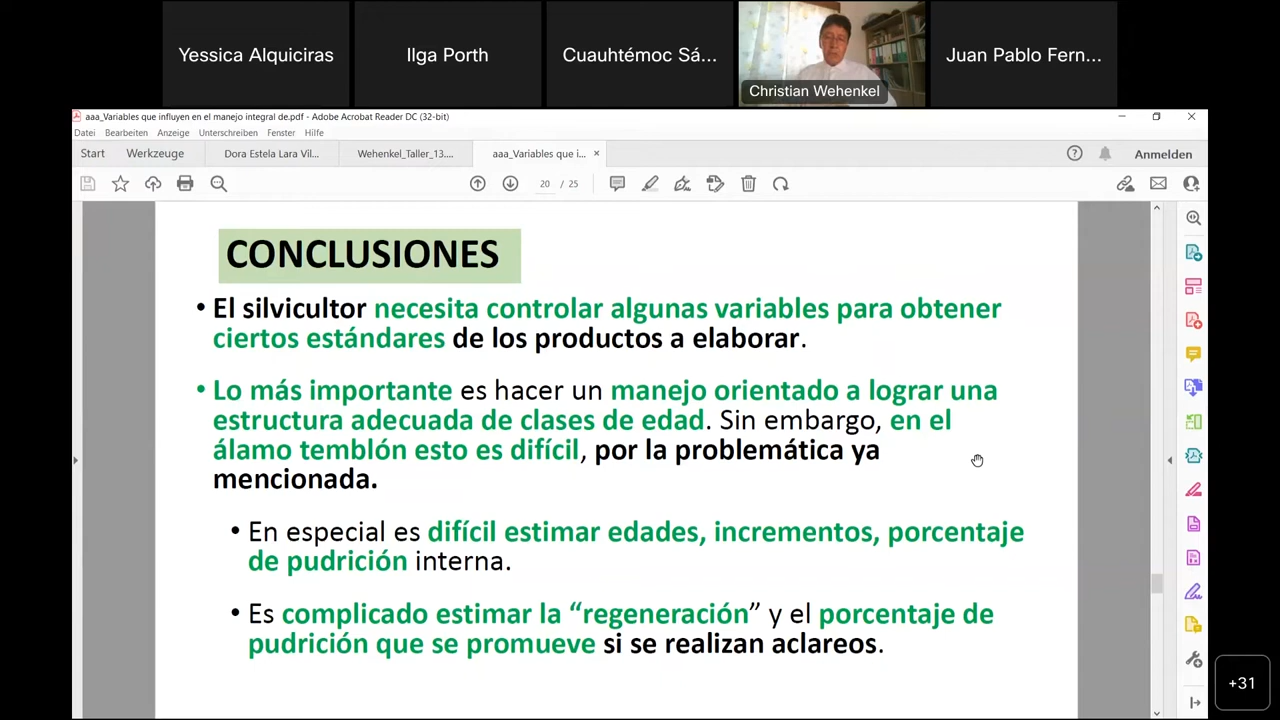 Yessica Alquiciras
Ilga Porth
Cuauhtémoc Sá...
Christian Wehenkel
Juan Pablo Fern...
aaa_Variables que influyen en el manejo integral de.pdf - Adobe Acrobat Reader DC (32-bit)
Datei Bearbeiten Anzeige Unterschreiben Fenster Hilfe
Start Werkzeuge Dora Estela Lara Vil... Wehenkel_Taller_13.... aaa_Variables que i... × Anmelden
20 / 25
CONCLUSIONES
• El silvicultor necesita controlar algunas variables para obtener
ciertos estándares de los productos a elaborar.
• Lo más importante es hacer un manejo orientado a lograr una
estructura adecuada de clases de edad. Sin embargo, en el
álamo temblón esto es difícil, por la problemática ya
mencionada.
• En especial es difícil estimar edades, incrementos, porcentaje
de pudrición interna.
• Es complicado estimar la “regeneración” y el porcentaje de
pudrición que se promueve si se realizan aclareos.
+31